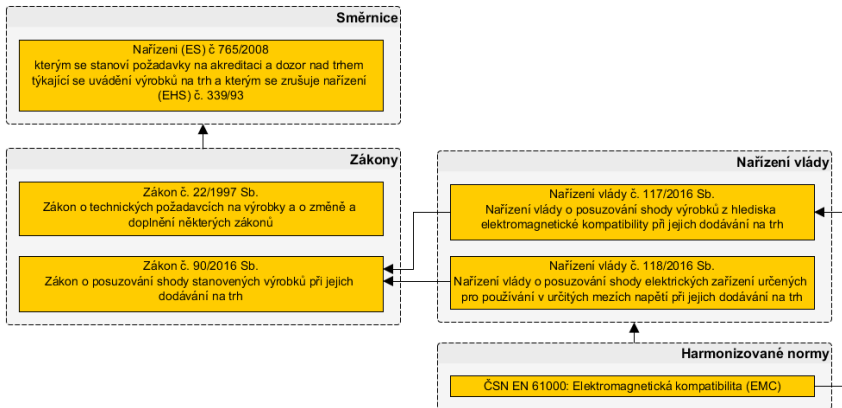 Směrnice
Nařízeni (ES) č 765/2008
kterým se stanoví požadavky na akreditaci a dozor nad trhem
týkající se uvádění výrobků na trh a kterým se zrušuje nařízení
(EHS) č. 339/93
Zákony
Zákon č. 22/1997 Sb.
Zákon o technických požadavcích na výrobky a o změně a
doplnění některých zákonů
Zákon č. 90/2016 Sb.
Zákon o posuzování shody stanovených výrobků při jejich
dodávání na trh
Nařízení vlády
Nařízení vlády č. 117/2016 Sb.
Nařízení vlády o posuzování shody výrobků z hlediska
elektromagnetické kompatibility při jejich dodávání na trh
Nařízení vlády č. 118/2016 Sb.
Nařízení vlády o posuzování shody elektrických zařízení určených
pro používání v určitých mezích napětí při jejich dodávání na trh
Harmonizované normy
ČSN EN 61000: Elektromagnetická kompatibilita (EMC)